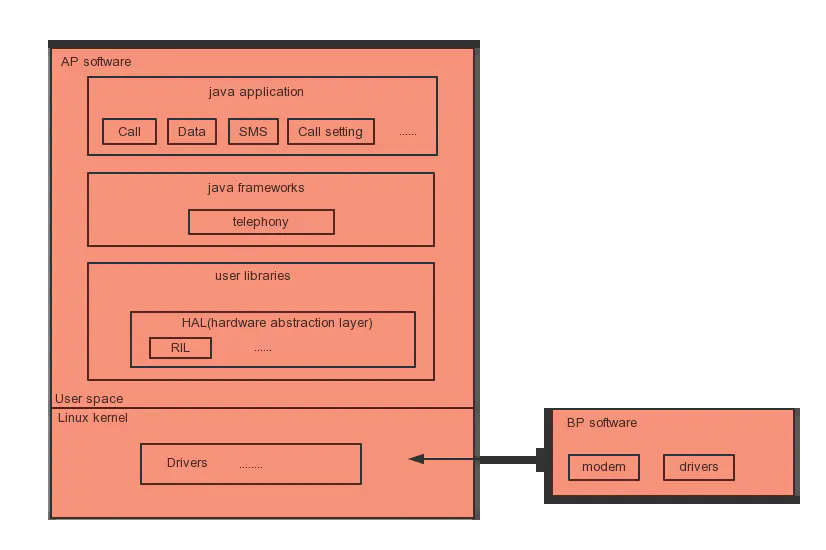 AP software
java application
Call
Data
SMS
Call setting
......
java frameworks
telephony
user libraries
HAL(hardware abstraction layer)
RIL
......
User space
Linux kernel
Drivers
........
BP software
modem
drivers